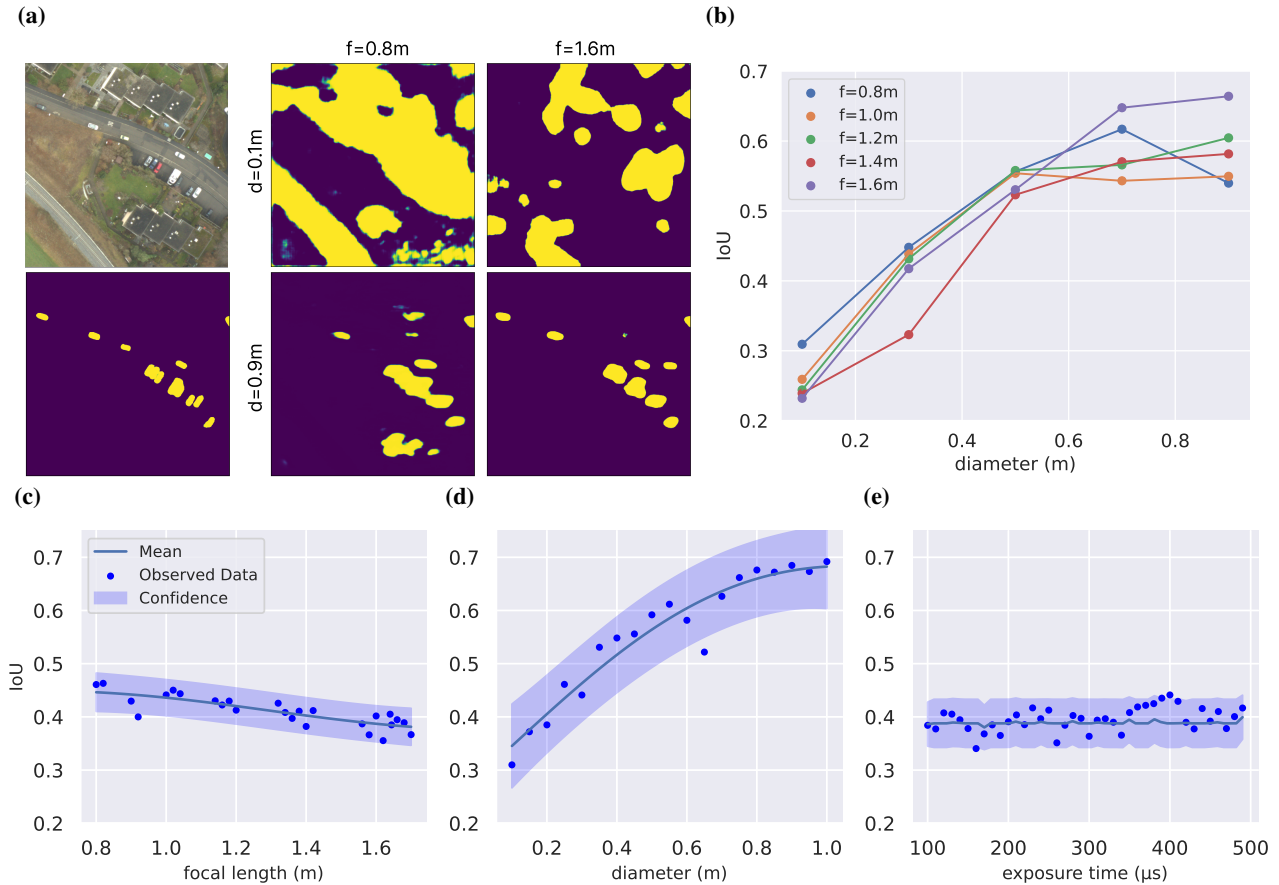 (a)
f=0.8m
f=1.6m
d=0.1m
d=0.9m
(b)
0.7
0.6
0.5
0.4
0.3
0.2
IoU
f=0.8m
f=1.0m
f=1.2m
f=1.4m
f=1.6m
0.2
0.4
0.6
0.8
diameter (m)
(c)
0.7
0.6
0.5
0.4
0.3
0.2
IoU
Mean
Observed Data
Confidence
0.8
1.0
1.2
1.4
1.6
focal length (m)
(d)
0.7
0.6
0.5
0.4
0.3
0.2
0.2
0.4
0.6
0.8
1.0
diameter (m)
(e)
0.7
0.6
0.5
0.4
0.3
0.2
100
200
300
400
500
exposure time (μs)